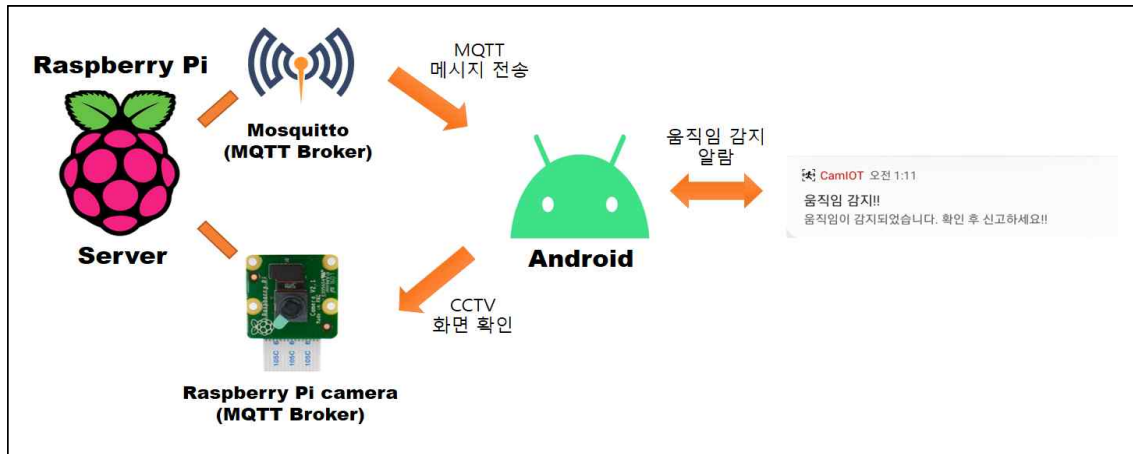 Raspberry Pi
Server
Mosquitto
(MQTT Broker)
MQTT
메시지 전송
Android
움직임 감지
알람
CamIOT 오전 1:11
움직임 감지!!
움직임이 감지되었습니다. 확인 후 신고하세요!!
CCTV
화면 확인
Raspberry Pi camera
(MQTT Broker)